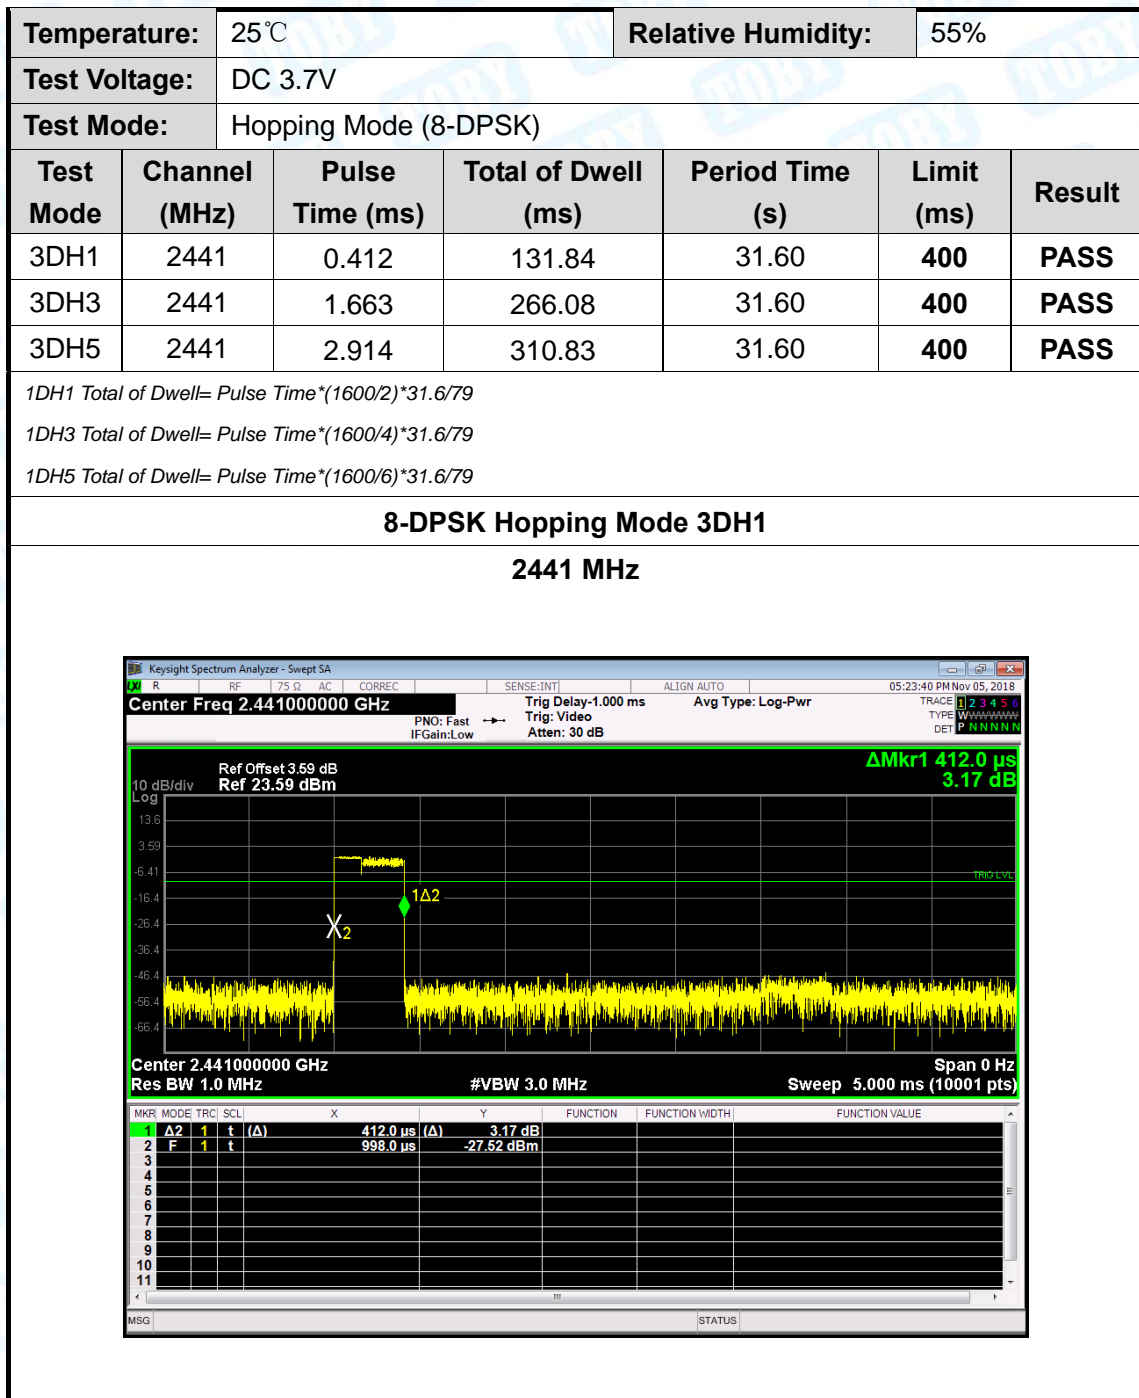 Temperature: 25℃ Relative Humidity: 55%
Test Voltage: DC 3.7V
Test Mode: Hopping Mode (8-DPSK)
Test Mode Channel (MHz) Pulse Time (ms) Total of Dwell (ms) Period Time (s) Limit (ms) Result
3DH1 2441 0.412 131.84 31.60 400 PASS
3DH3 2441 1.663 266.08 31.60 400 PASS
3DH5 2441 2.914 310.83 31.60 400 PASS
1DH1 Total of Dwell= Pulse Time*(1600/2)*31.6/79
1DH3 Total of Dwell= Pulse Time*(1600/4)*31.6/79
1DH5 Total of Dwell= Pulse Time*(1600/6)*31.6/79
8-DPSK Hopping Mode 3DH1
2441 MHz
Keysight Spectrum Analyzer - Swept SA
LXI R RF 75 Ω AC CORREC SENSE:INT ALIGN AUTO 05:23:40 PM Nov 05, 2018
Center Freq 2.441000000 GHz Trig Delay-1.000 ms Avg Type: Log-Pwr TRACE 1 2 3 4 5 6
PNO: Fast Trig: Video TYPE WWWWWW
IFGain:Low Atten: 30 dB DET P N N N N N
ΔMkr1 412.0 µs
Ref Offset 3.59 dB
10 dB/div Ref 23.59 dBm 3.17 dB
Log
13.6
3.59
-6.41
TRIG LVL
-16.4
1Δ2
-26.4
2
-36.4
-46.4
-56.4
-66.4
Center 2.441000000 GHz Span 0 Hz
Res BW 1.0 MHz #VBW 3.0 MHz Sweep 5.000 ms (10001 pts)
MKR MODE TRC SCL X Y FUNCTION FUNCTION WIDTH FUNCTION VALUE
1 Δ2 1 t (Δ) 412.0 µs (Δ) 3.17 dB
2 F 1 t 998.0 µs -27.52 dBm
3
4
5
6
7
8
9
10
11
MSG STATUS
TOBY